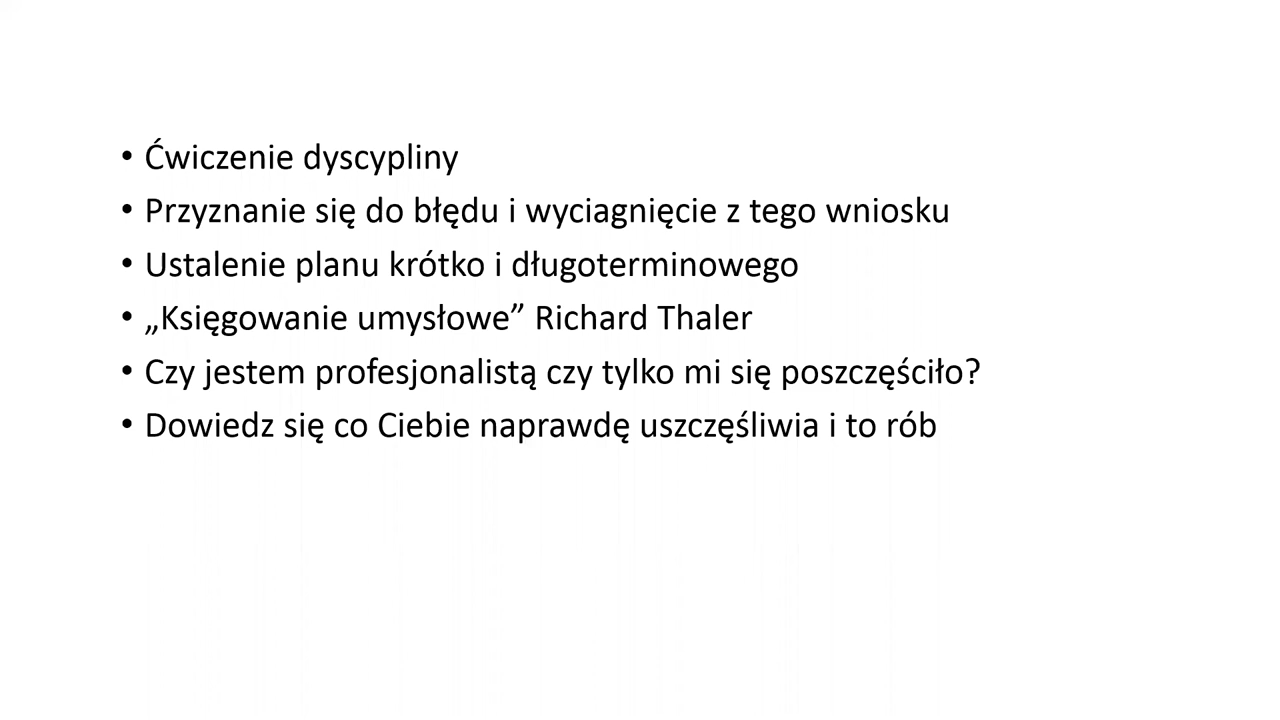 • Ćwiczenie dyscypliny
• Przyznanie się do błędu i wyciagnięcie z tego wniosku
• Ustalenie planu krótko i długoterminowego
• „Księgowanie umysłowe” Richard Thaler
• Czy jestem profesjonalistą czy tylko mi się poszczęściło?
• Dowiedz się co Ciebie naprawdę uszczęśliwia i to rób